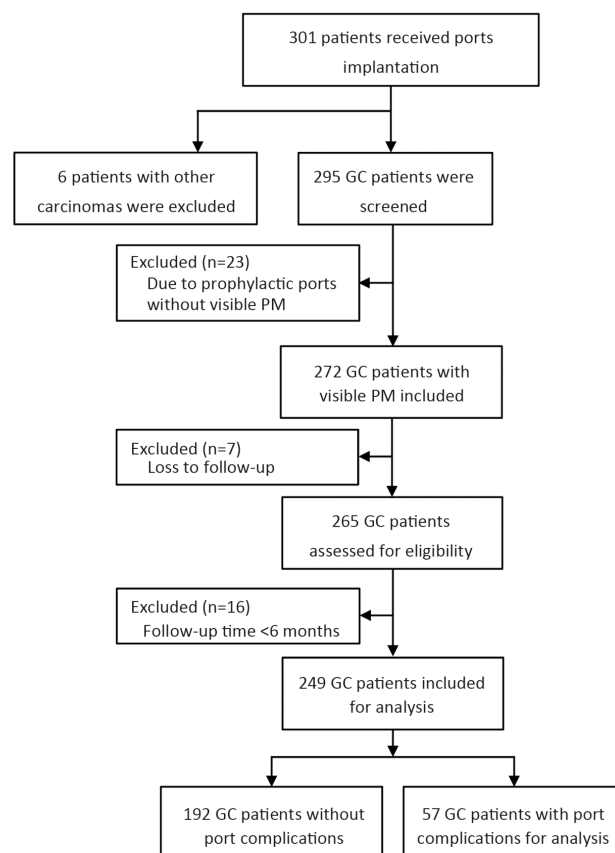 301 patients received ports
implantation
6 patients with other
carcinomas were excluded
295 GC patients were
screened
Excluded (n=23)
Due to prophylactic ports
without visible PM
272 GC patients with
visible PM included
Excluded (n=7)
Loss to follow-up
265 GC patients
assessed for eligibility
Excluded (n=16)
Follow-up time <6 months
249 GC patients included
for analysis
192 GC patients without
port complications
57 GC patients with port
complications for analysis